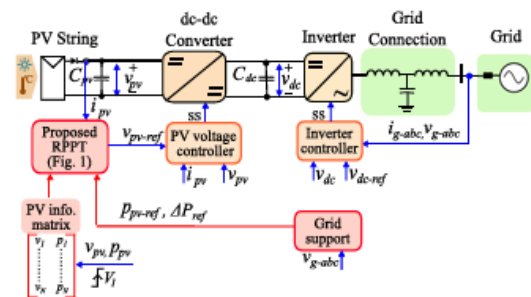 PV String
dc-dc
Converter
Inverter
Grid
Connection
Grid
°C
C_pv
+
v_pv
-
C_dc
+
v_dc
-
i_pv
ss
ss
i_g-abc, v_g-abc
Proposed
RPPT
(Fig. 1)
v_pv-ref
PV voltage
controller
Inverter
controller
i_pv
v_pv
v_dc
v_dc-ref
PV info.
matrix
p_pv-ref, ΔP_ref
Grid
support
v_g-abc
v_1 p_1
v_N p_N
v_pv, p_pv
V_I